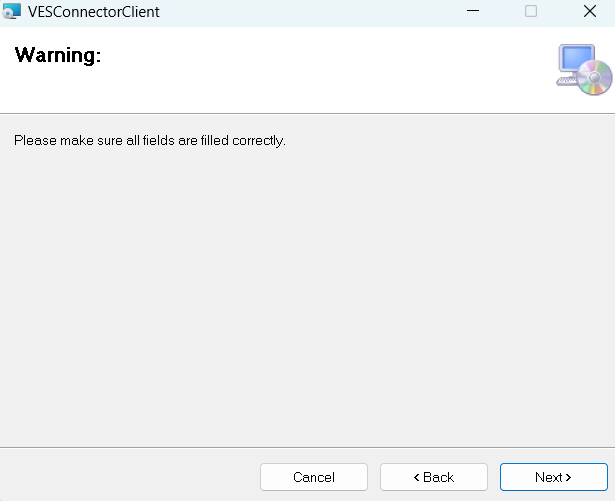 VESConnectorClient
Warning:
Please make sure all fields are filled correctly.
Cancel
< Back
Next >